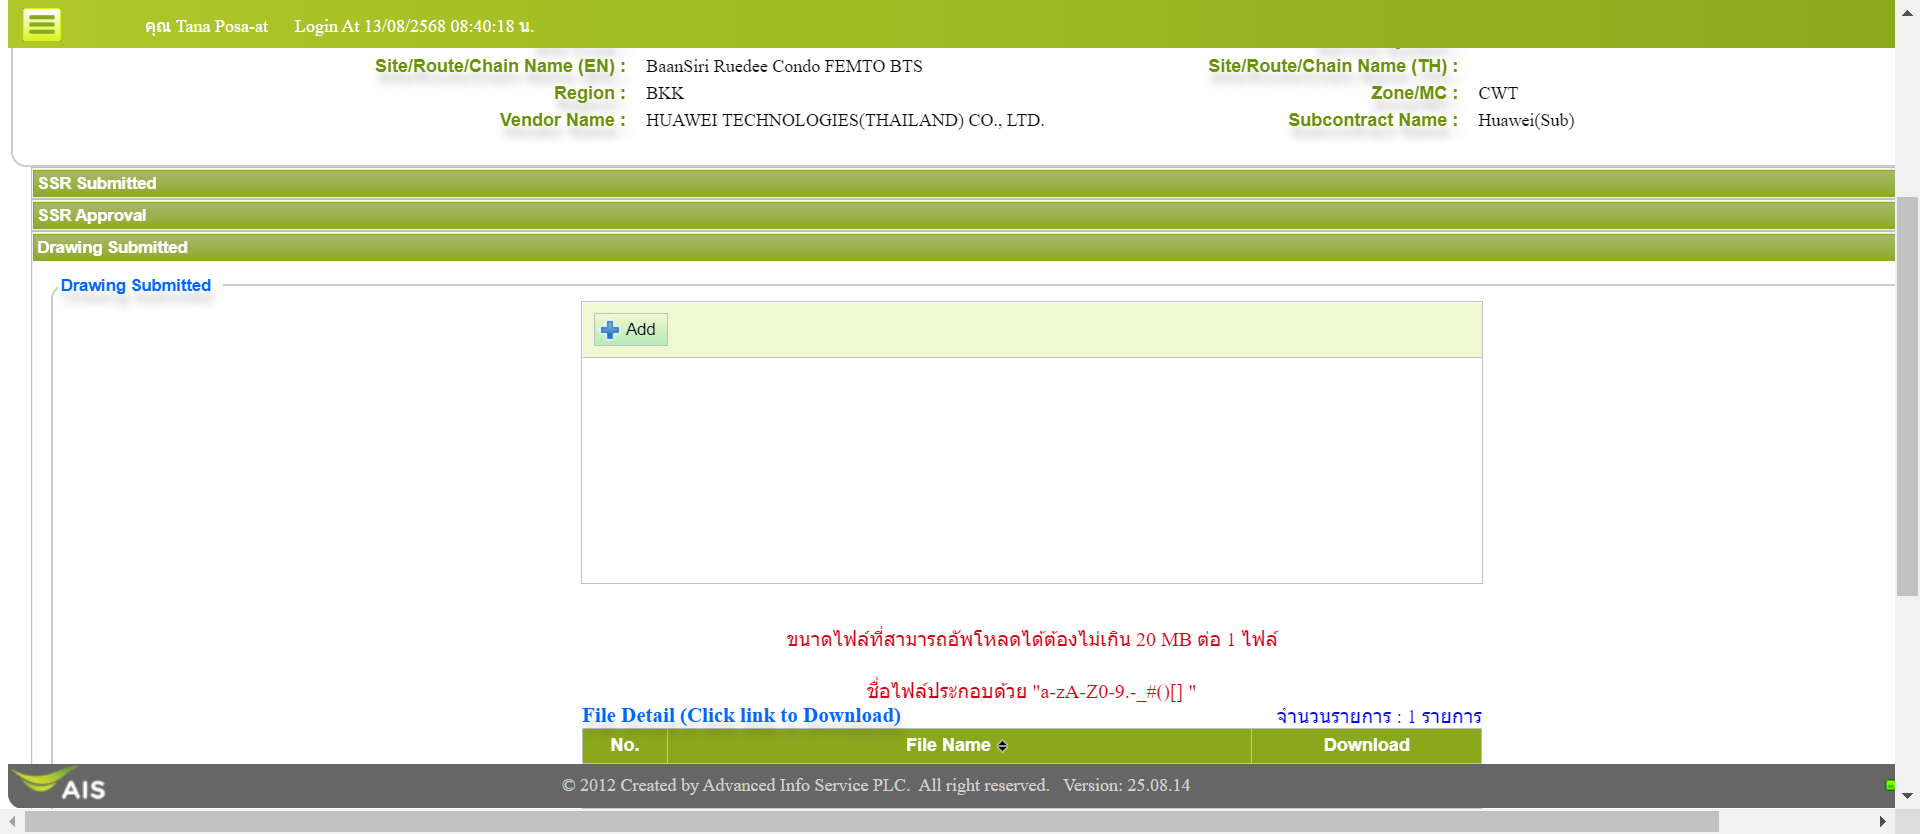 คุณ Tana Posa-at Login At 13/08/2568 08:40:18 น.
Site/Route/Chain Name (EN) : BaanSiri Ruedee Condo FEMTO BTS Site/Route/Chain Name (TH) :
Region : BKK Zone/MC : CWT
Vendor Name : HUAWEI TECHNOLOGIES(THAILAND) CO., LTD. Subcontract Name : Huawei(Sub)
SSR Submitted
SSR Approval
Drawing Submitted
Drawing Submitted
Add
ขนาดไฟล์ที่สามารถอัพโหลดได้ต้องไม่เกิน 20 MB ต่อ 1 ไฟล์
ชื่อไฟล์ประกอบด้วย "a-zA-Z0-9.-_#()[] "
File Detail (Click link to Download) จำนวนรายการ : 1 รายการ
No. File Name Download
AIS © 2012 Created by Advanced Info Service PLC. All right reserved. Version: 25.08.14